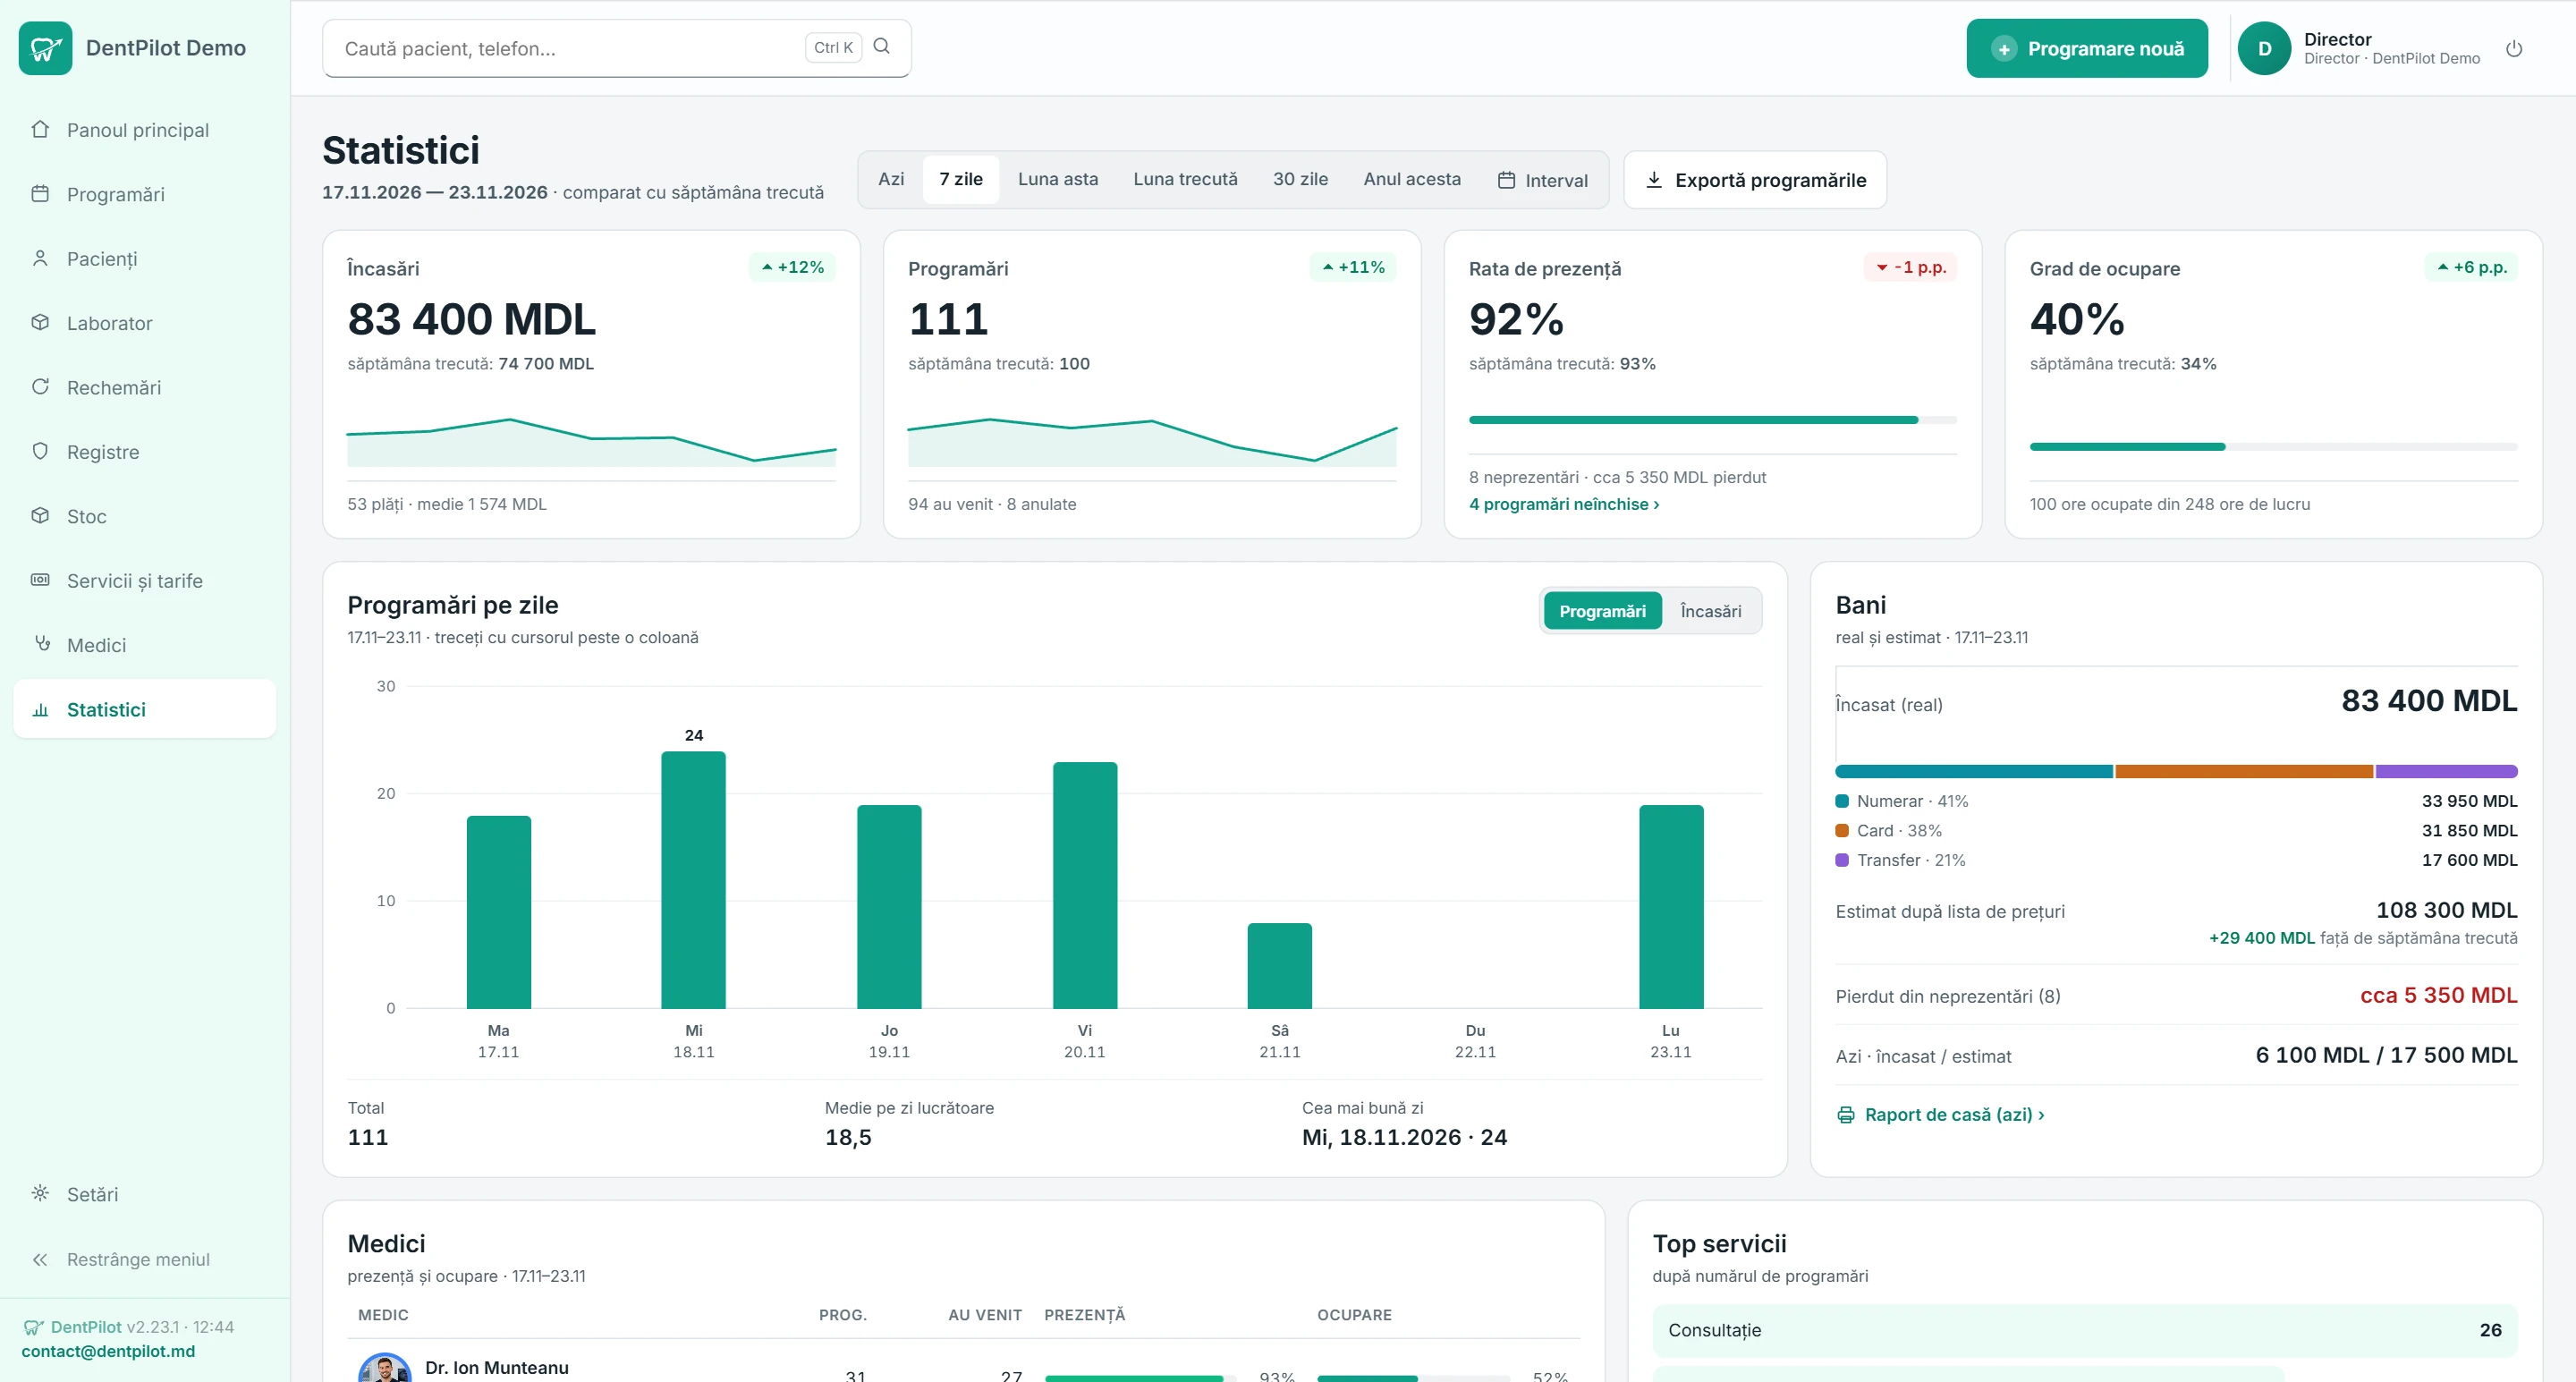 DentPilot Demo
Caută pacient, telefon...
Ctrl K
Programare nouă
D
Director
Director · DentPilot Demo
Panoul principal
Programări
Pacienți
Laborator
Rechemări
Registre
Stoc
Servicii și tarife
Medici
Statistici
Setări
Restrânge meniul
DentPilot v2.23.1 · 12:44
contact@dentpilot.md
Statistici
17.11.2026 — 23.11.2026 · comparat cu săptămâna trecută
Azi
7 zile
Luna asta
Luna trecută
30 zile
Anul acesta
Interval
Exportă programările
Încasări
+12%
83 400 MDL
săptămâna trecută: 74 700 MDL
53 plăți · medie 1 574 MDL
Programări
+11%
111
săptămâna trecută: 100
94 au venit · 8 anulate
Rata de prezență
-1 p.p.
92%
săptămâna trecută: 93%
8 neprezentări · cca 5 350 MDL pierdut
4 programări neînchise ›
Grad de ocupare
+6 p.p.
40%
săptămâna trecută: 34%
100 ore ocupate din 248 ore de lucru
Programări pe zile
17.11–23.11 · treceți cu cursorul peste o coloană
Programări
Încasări
30
20
10
0
24
Ma
17.11
Mi
18.11
Jo
19.11
Vi
20.11
Sâ
21.11
Du
22.11
Lu
23.11
Total
111
Medie pe zi lucrătoare
18,5
Cea mai bună zi
Mi, 18.11.2026 · 24
Bani
real și estimat · 17.11–23.11
Încasat (real)
83 400 MDL
Numerar · 41%
33 950 MDL
Card · 38%
31 850 MDL
Transfer · 21%
17 600 MDL
Estimat după lista de prețuri
108 300 MDL
+29 400 MDL față de săptămâna trecută
Pierdut din neprezentări (8)
cca 5 350 MDL
Azi · încasat / estimat
6 100 MDL / 17 500 MDL
Raport de casă (azi) ›
Medici
prezență și ocupare · 17.11–23.11
MEDIC
PROG.
AU VENIT
PREZENȚĂ
OCUPARE
Dr. Ion Munteanu
31
27
93%
52%
Top servicii
după numărul de programări
Consultație
26